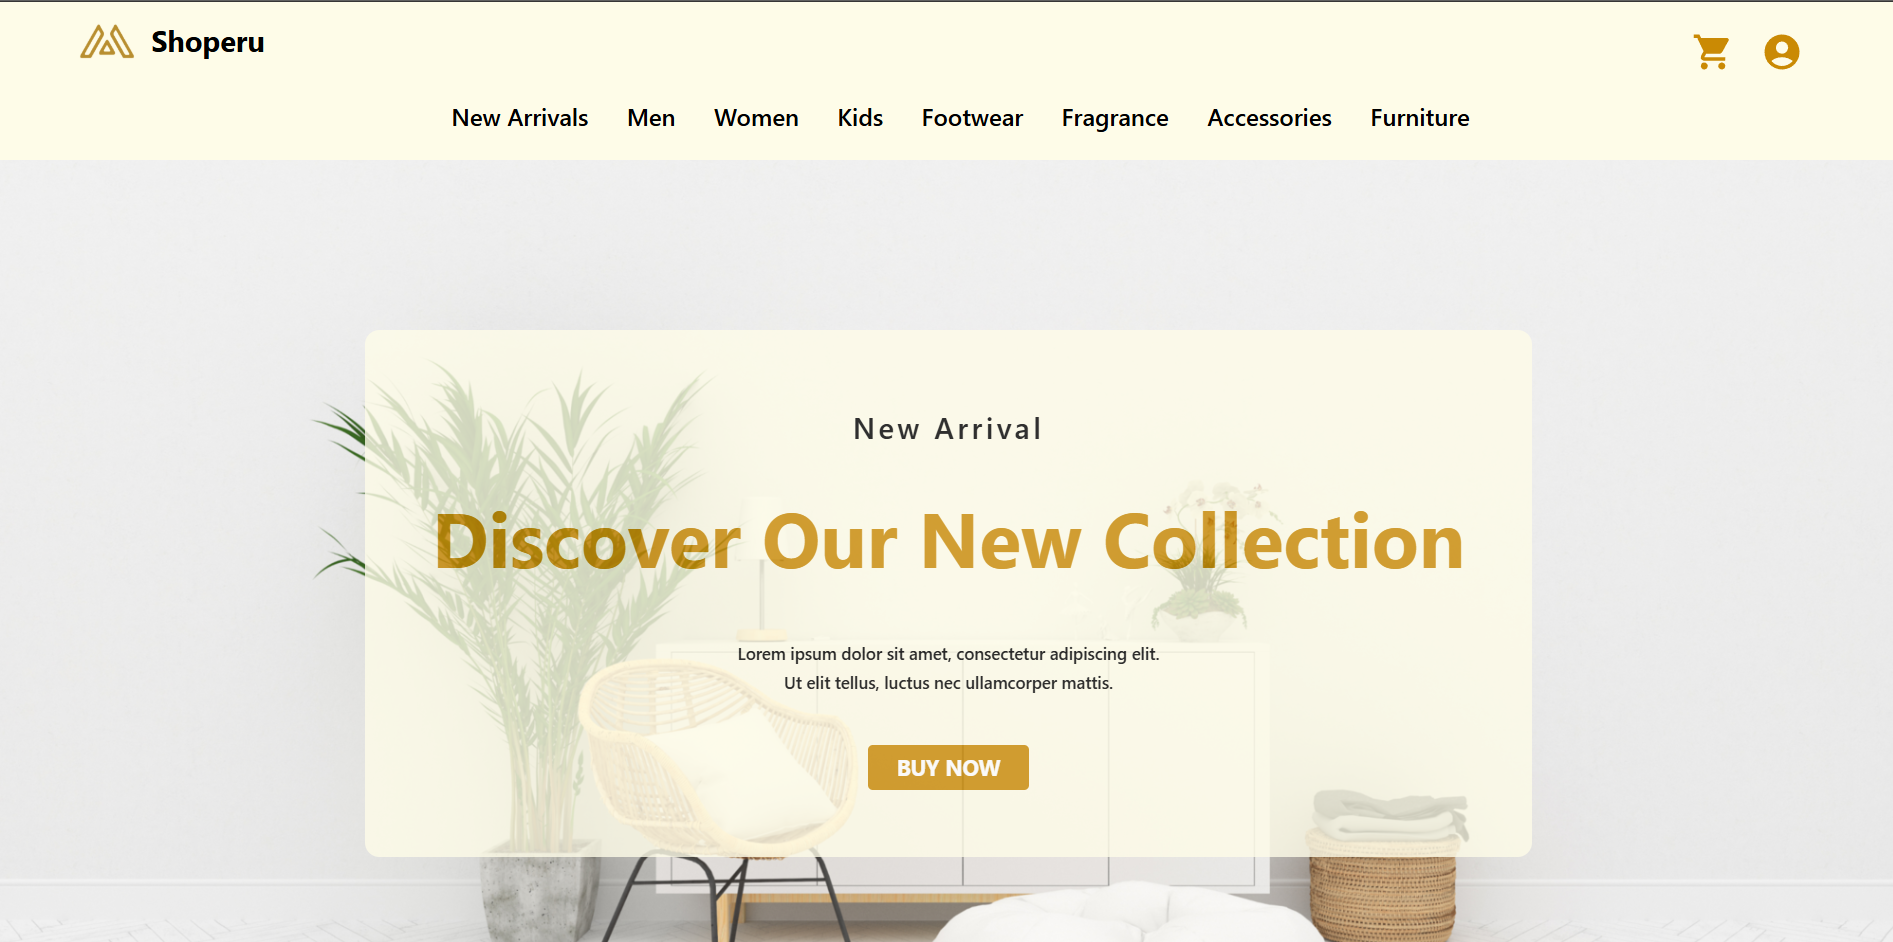 Shoperu
New Arrivals Men Women Kids Footwear Fragrance Accessories Furniture
New Arrival
Discover Our New Collection
Lorem ipsum dolor sit amet, consectetur adipiscing elit.
Ut elit tellus, luctus nec ullamcorper mattis.
BUY NOW